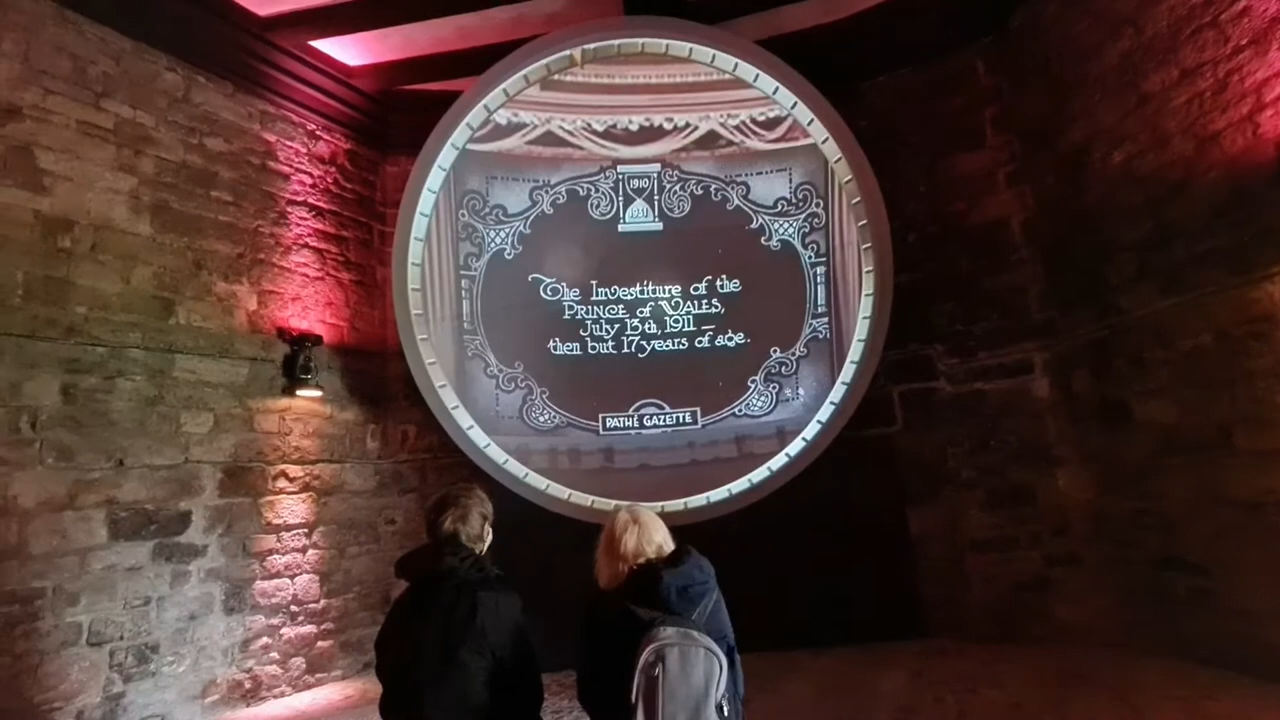 1910
1931
The Investiture of the
PRINCE of WALES,
July 13th, 1911 —
then but 17 years of age.
PATHÉ GAZETTE